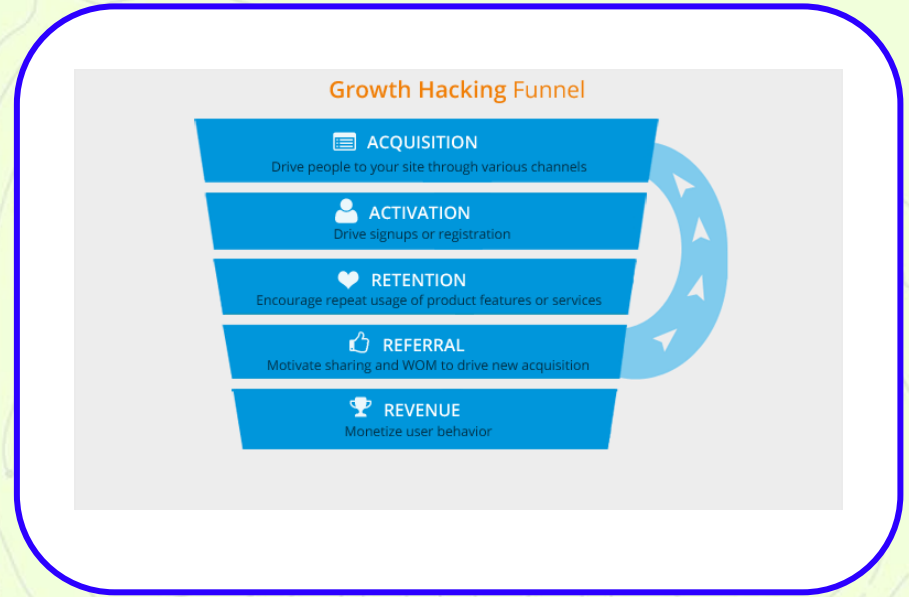 Growth Hacking Funnel
ACQUISITION
Drive people to your site through various channels
ACTIVATION
Drive signups or registration
RETENTION
Encourage repeat usage of product features or services
REFERRAL
Motivate sharing and WOM to drive new acquisition
REVENUE
Monetize user behavior